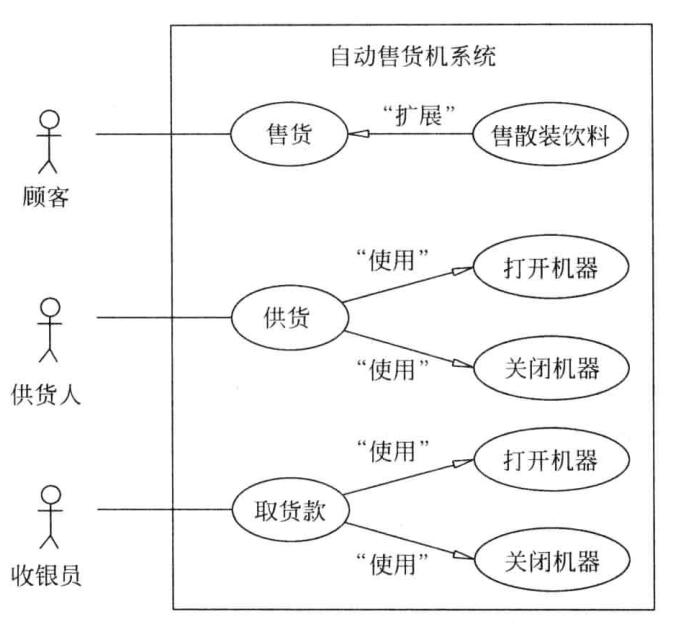 自动售货机系统
“扩展”
售货
售散装饮料
顾客
“使用”
打开机器
供货
供货人
“使用”
关闭机器
“使用”
打开机器
取货款
收银员
“使用”
关闭机器